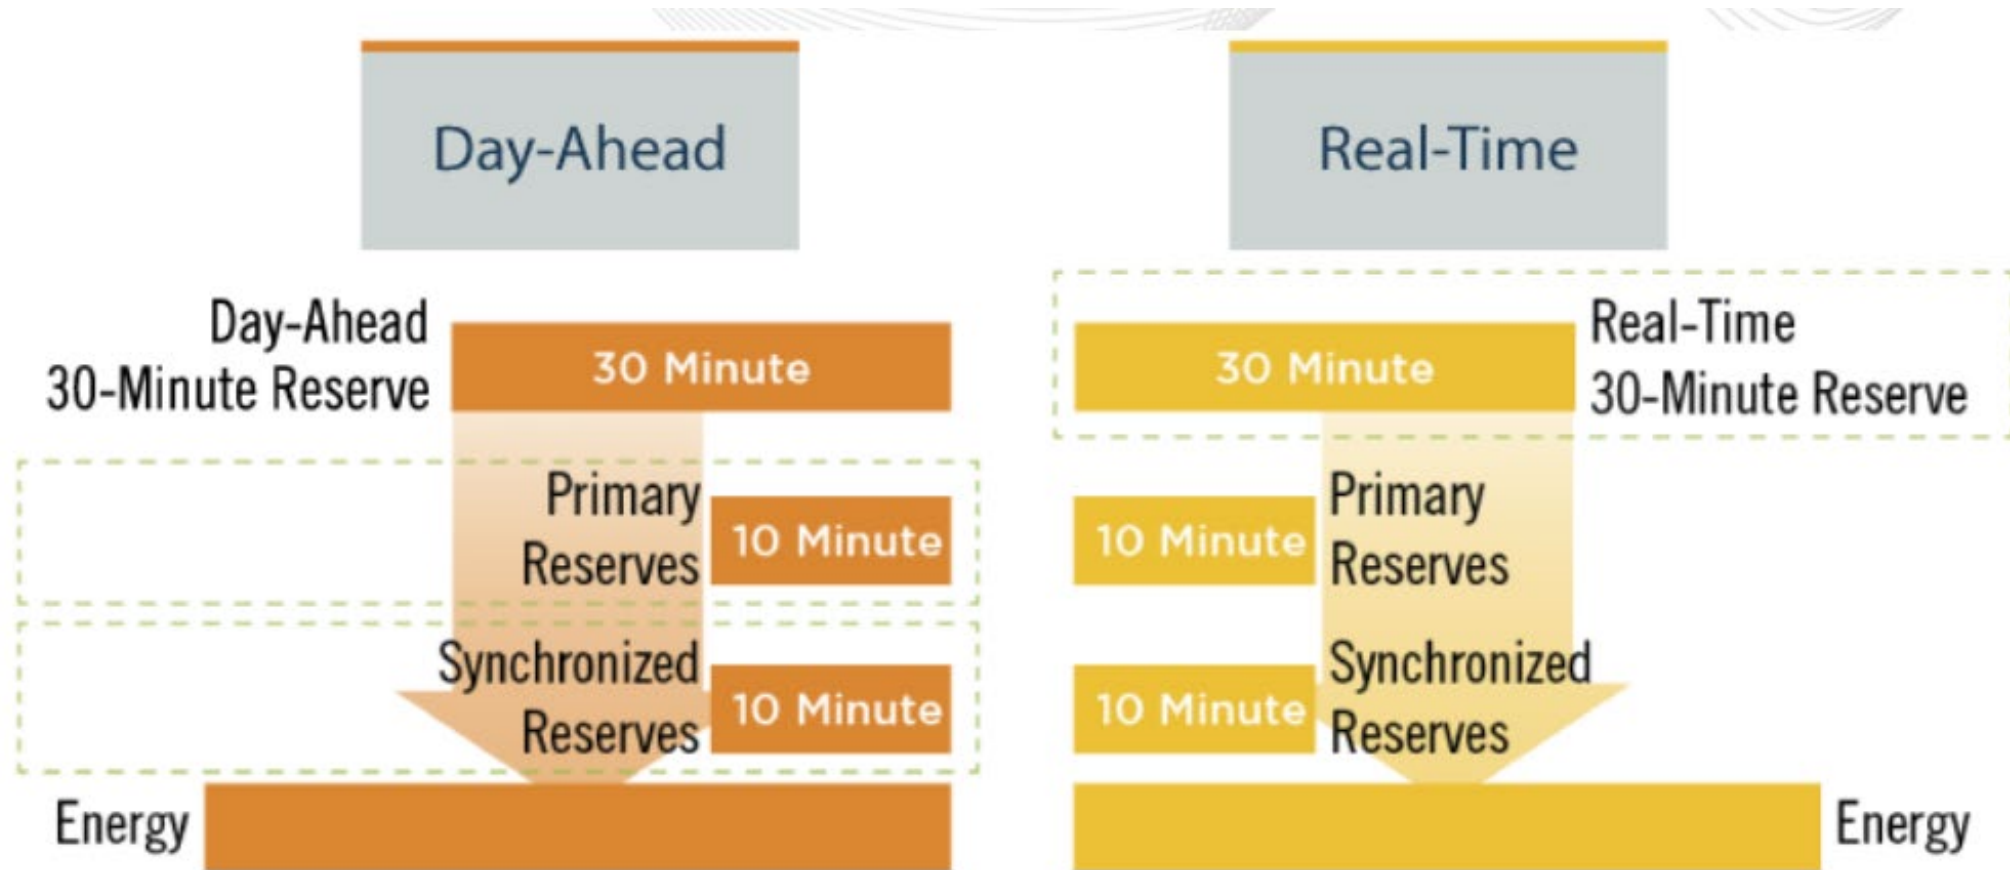 Day-Ahead
Real-Time
Day-Ahead
30-Minute Reserve
30 Minute
30 Minute
Real-Time
30-Minute Reserve
Primary
Reserves
10 Minute
10 Minute
Primary
Reserves
Synchronized
Reserves
10 Minute
10 Minute
Synchronized
Reserves
Energy
Energy